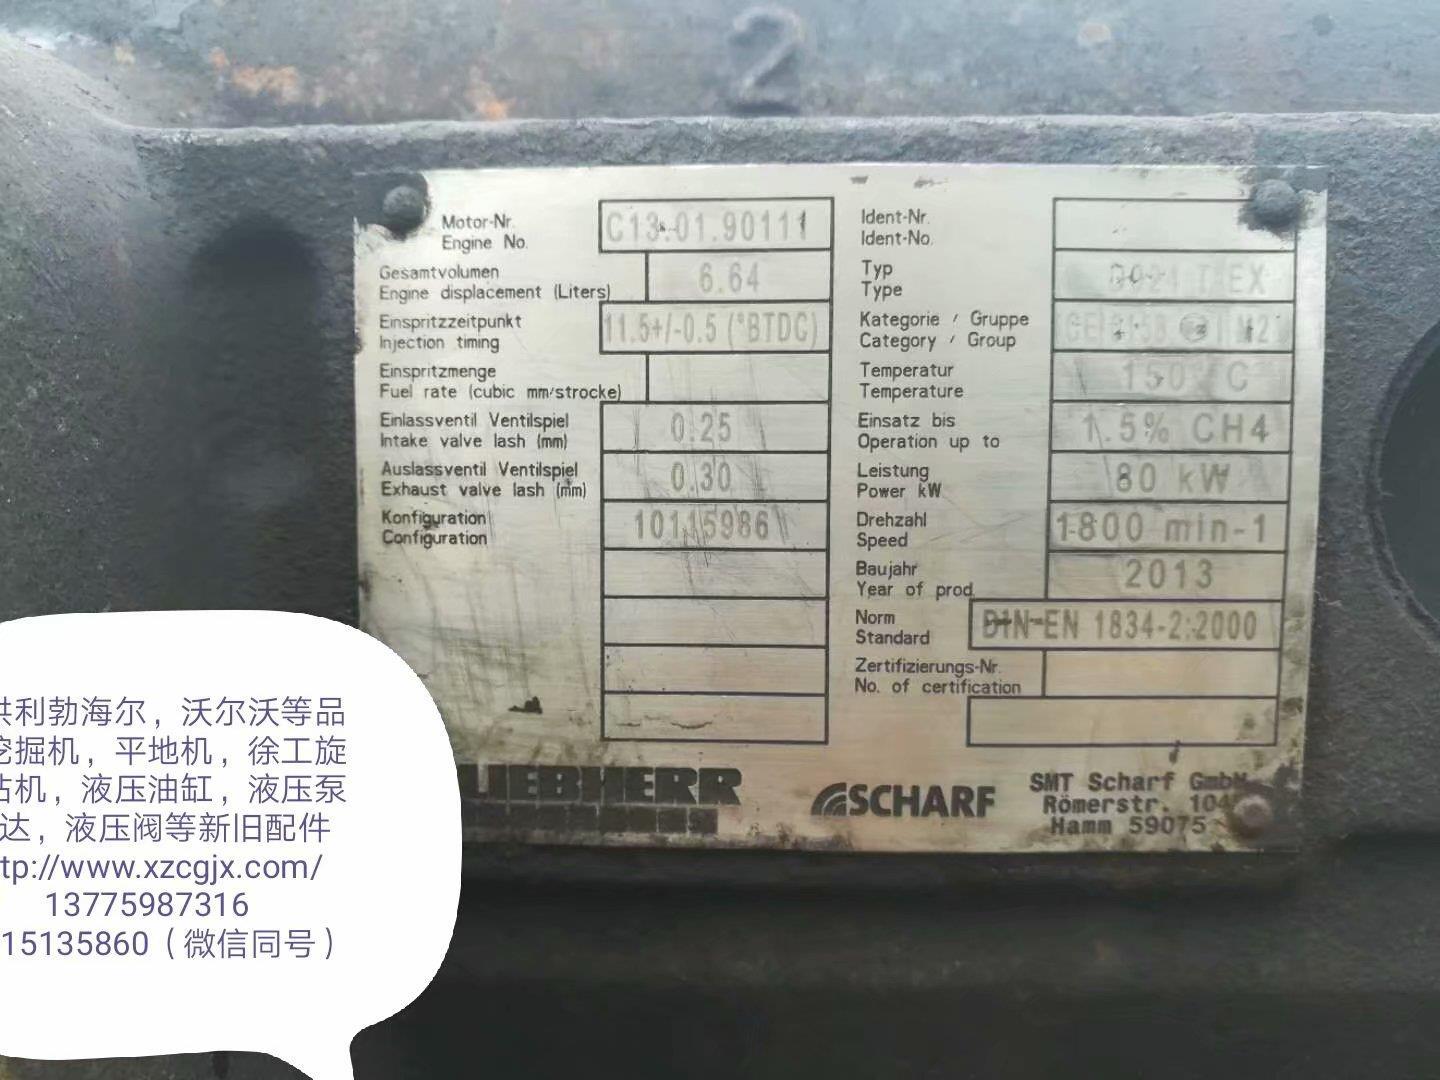 2
Motor-Nr.
Engine No.
C13.01.90111
Gesamtvolumen
Engine displacement (Liters)
6.64
Einspritzzeitpunkt
Injection timing
11.5+/-0.5 (°BTDC)
Einspritzmenge
Fuel rate (cubic mm/strocke)
Einlassventil Ventilspiel
Intake valve lash (mm)
0.25
Auslassventil Ventilspiel
Exhaust valve lash (mm)
0.30
Konfiguration
Configuration
10115986
Ident-Nr.
Ident-No.
Typ
Type
EX
Kategorie / Gruppe
Category / Group
Temperatur
Temperature
150° C
Einsatz bis
Operation up to
1.5% CH4
Leistung
Power kW
80 kW
Drehzahl
Speed
1800 min-1
Baujahr
Year of prod.
2013
Norm
Standard
DIN-EN 1834-2:2000
Zertifizierungs-Nr.
No. of certification
LIEBHERR
SCHARF
SMT Scharf GmbH
Römerstr.
Hamm 59075
利勃海尔，沃尔沃等品
挖掘机，平地机，徐工旋
钻机，液压油缸，液压泵
达，液压阀等新旧配件
tp://www.xzcgjx.com/
13775987316
15135860（微信同号）